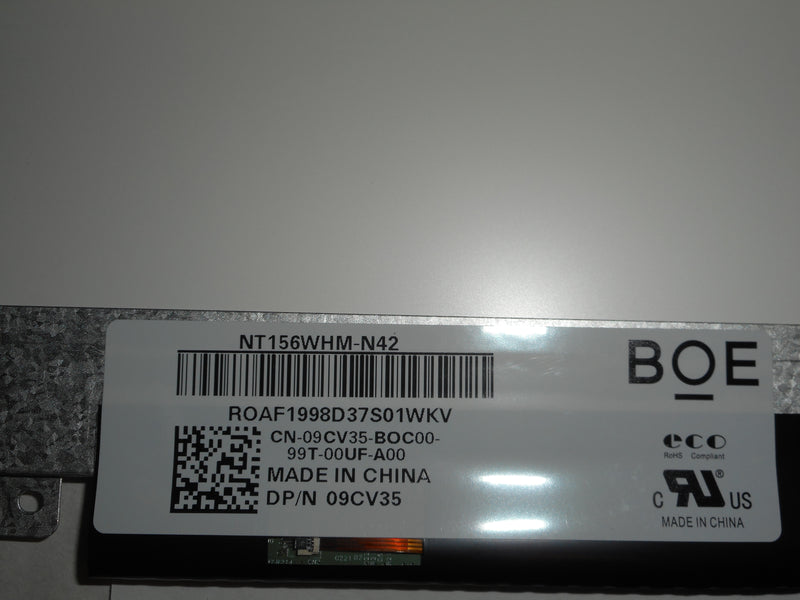 NT156WHM-N42
BOE
ROAF1998D37S01WKV
CN-09CV35-BOC00-
99T-00UF-A00
MADE IN CHINA
DP/N 09CV35
eco
RoHS Compliant
C RU® US
MADE IN CHINA